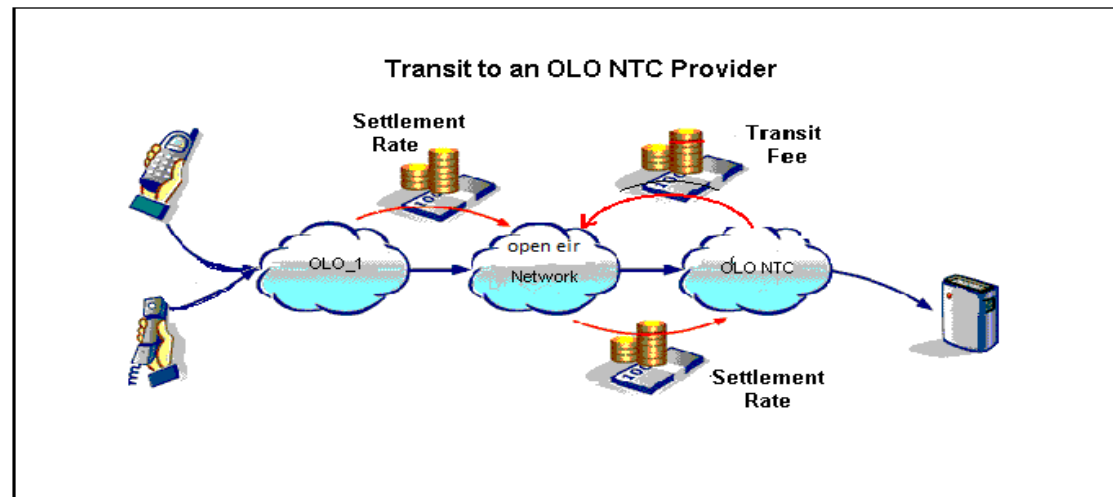 Transit to an OLO NTC Provider
Settlement
Rate
Transit
Fee
OLO_1
open eir
Network
OLO NTC
Settlement
Rate